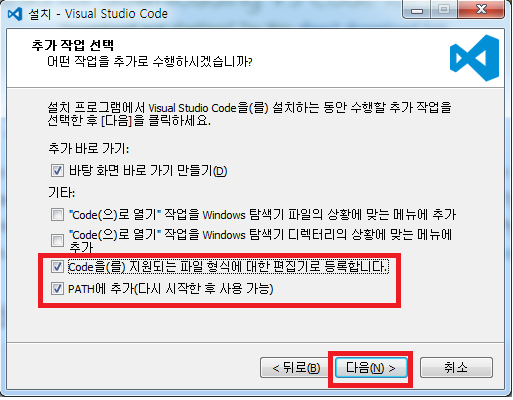 설치 - Visual Studio Code
추가 작업 선택
어떤 작업을 추가로 수행하시겠습니까?
설치 프로그램에서 Visual Studio Code을(를) 설치하는 동안 수행할 추가 작업을
선택한 후 [다음]을 클릭하세요.
추가 바로 가기:
바탕 화면 바로 가기 만들기(D)
기타:
"Code(으)로 열기" 작업을 Windows 탐색기 파일의 상황에 맞는 메뉴에 추가
"Code(으)로 열기" 작업을 Windows 탐색기 디렉터리의 상황에 맞는 메뉴에
추가
Code을(를) 지원되는 파일 형식에 대한 편집기로 등록합니다.
PATH에 추가(다시 시작한 후 사용 가능)
< 뒤로(B)
다음(N) >
취소